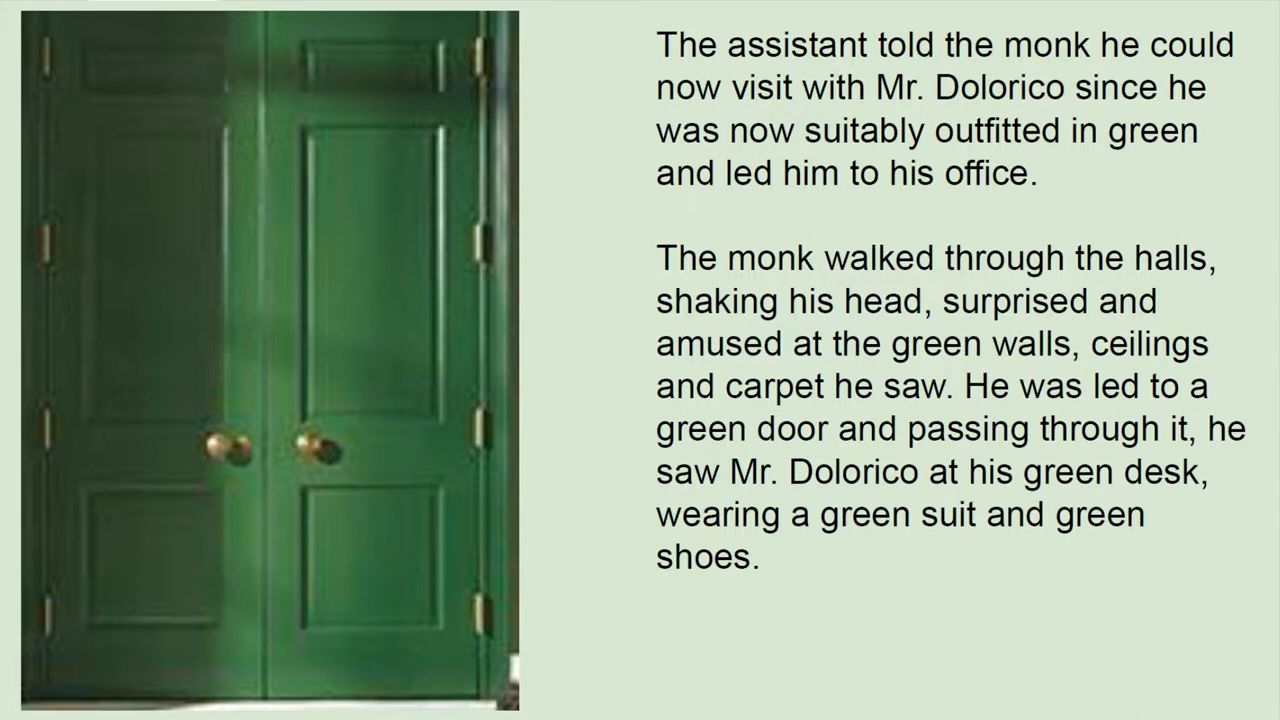 The assistant told the monk he could
now visit with Mr. Dolorico since he
was now suitably outfitted in green
and led him to his office.
The monk walked through the halls,
shaking his head, surprised and
amused at the green walls, ceilings
and carpet he saw. He was led to a
green door and passing through it, he
saw Mr. Dolorico at his green desk,
wearing a green suit and green
shoes.